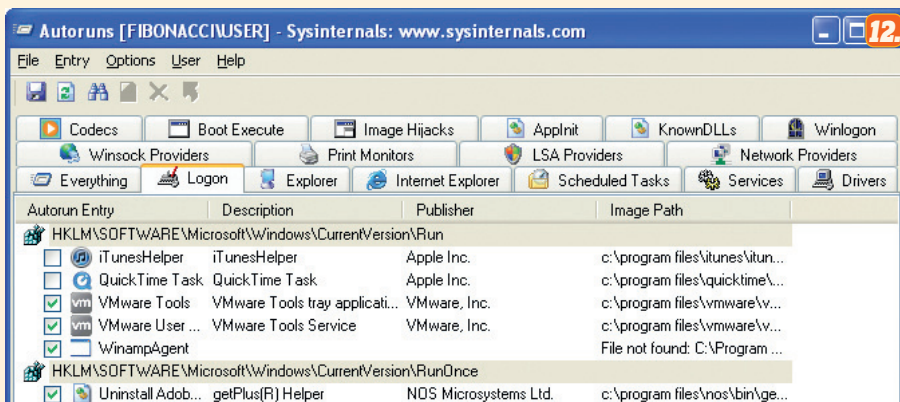 Autoruns [FIBONACCI\USER] - Sysinternals: www.sysinternals.com
12.
File Entry Options User Help
Codecs Boot Execute Image Hijacks AppInit KnownDLLs Winlogon
Winsock Providers Print Monitors LSA Providers Network Providers
Everything Logon Explorer Internet Explorer Scheduled Tasks Services Drivers
Autorun Entry Description Publisher Image Path
HKLM\SOFTWARE\Microsoft\Windows\CurrentVersion\Run
iTunesHelper iTunesHelper Apple Inc. c:\program files\itunes\itun...
QuickTime Task QuickTime Task Apple Inc. c:\program files\quicktime\...
vm VMware Tools VMware Tools tray applicati... VMware, Inc. c:\program files\vmware\v...
vm VMware User ... VMware Tools Service VMware, Inc. c:\program files\vmware\v...
WinampAgent File not found: C:\Program ...
HKLM\SOFTWARE\Microsoft\Windows\CurrentVersion\RunOnce
Uninstall Adob... getPlus(R) Helper NOS Microsystems Ltd. c:\program files\nos\bin\ge...